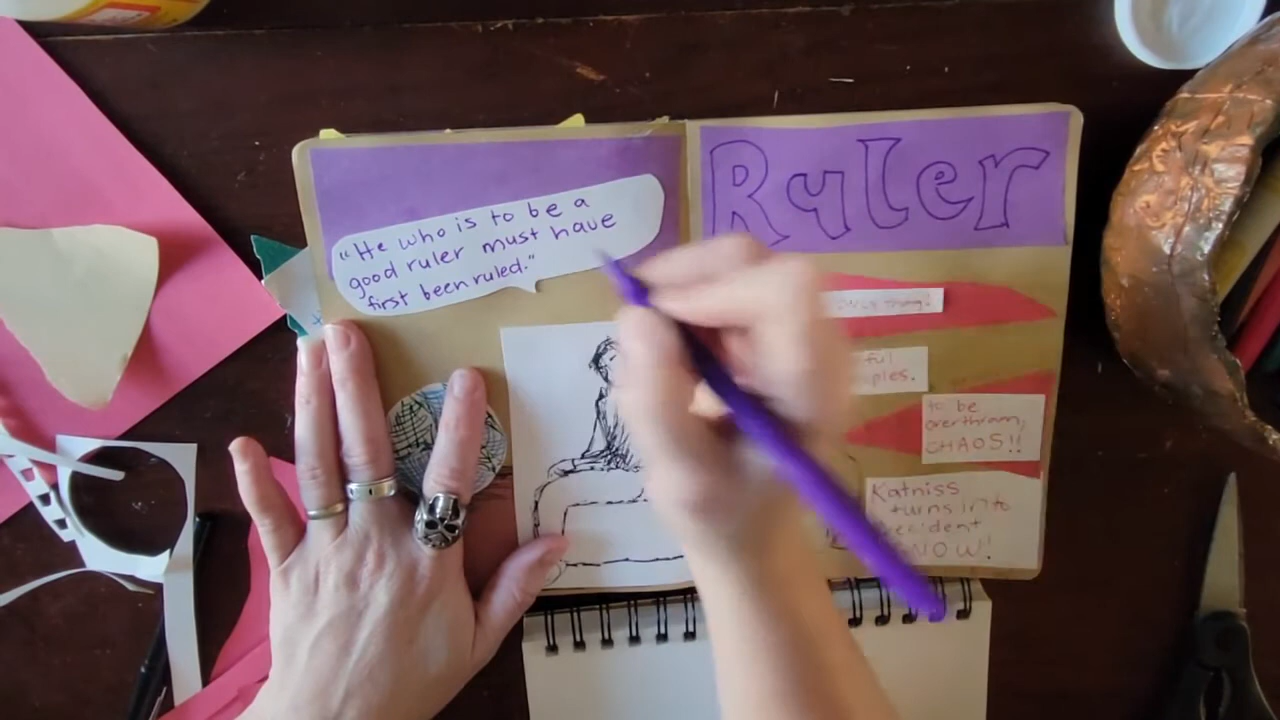 "He who is to be a
good ruler must have
first been ruled."
Ruler
to be
CHAOS!!
Katniss
turns into
NOW!